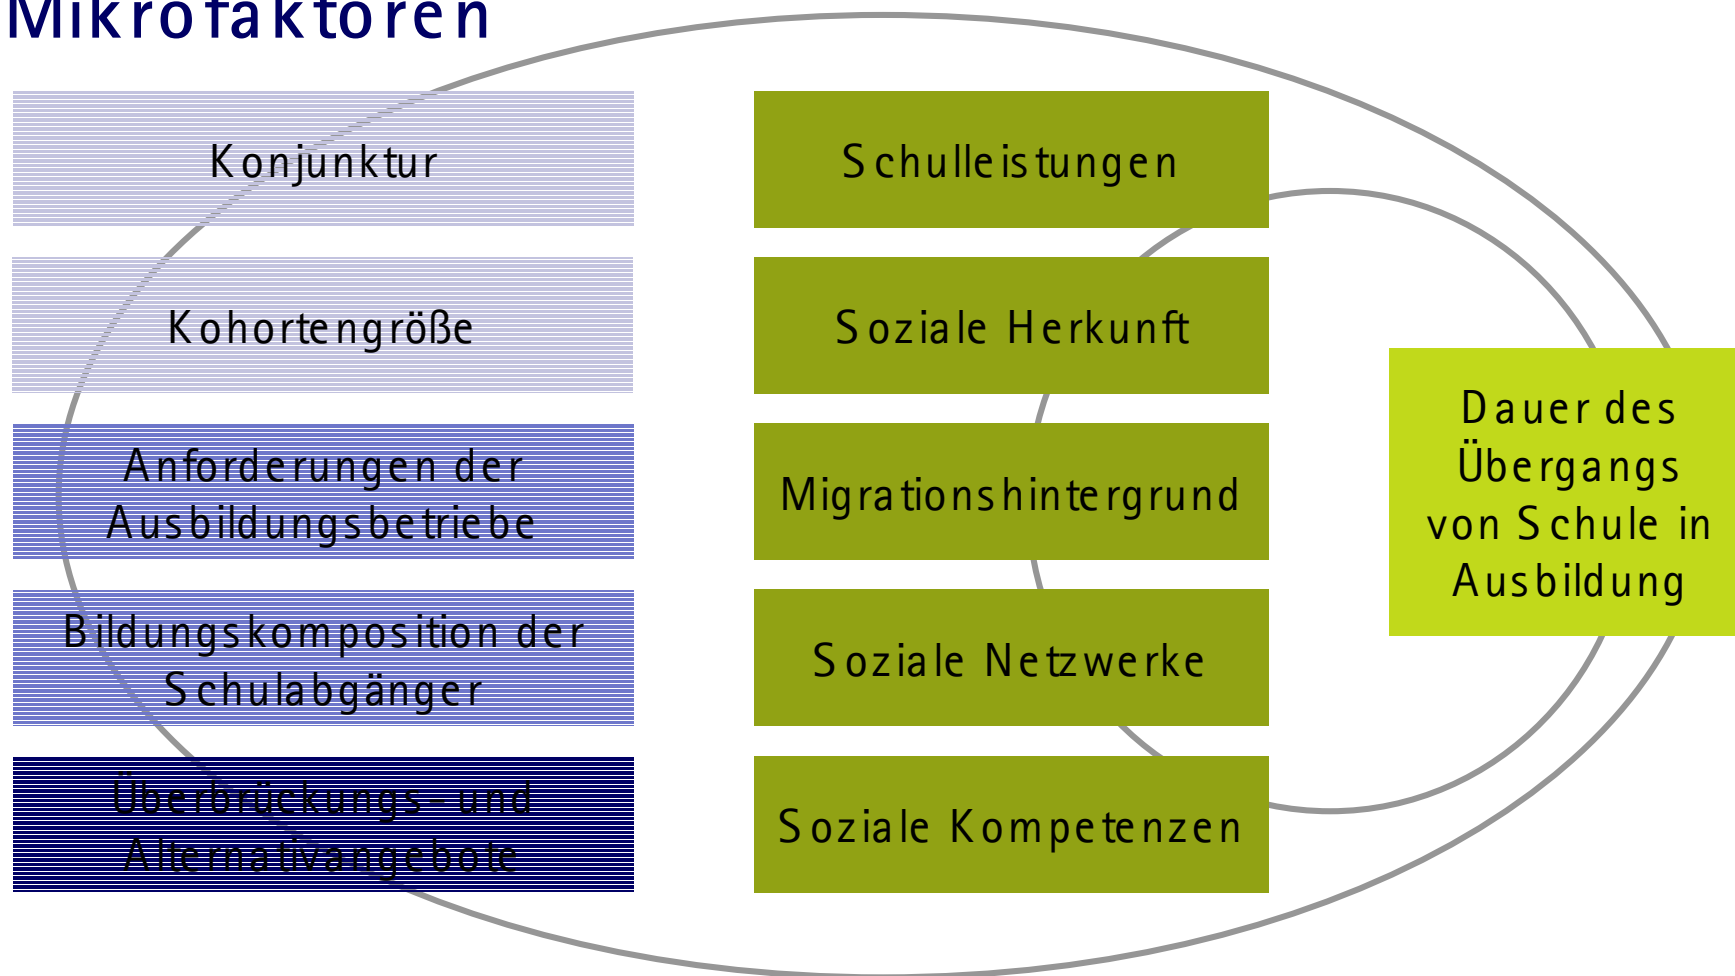 Mikrofaktoren
Konjunktur
Kohortengröße
Anforderungen der
Ausbildungsbetriebe
Bildungskomposition der
Schulabgänger
Überbrückungs- und
Alternativangebote
Schulleistungen
Soziale Herkunft
Migrationshintergrund
Soziale Netzwerke
Soziale Kompetenzen
Dauer des
Übergangs
von Schule in
Ausbildung